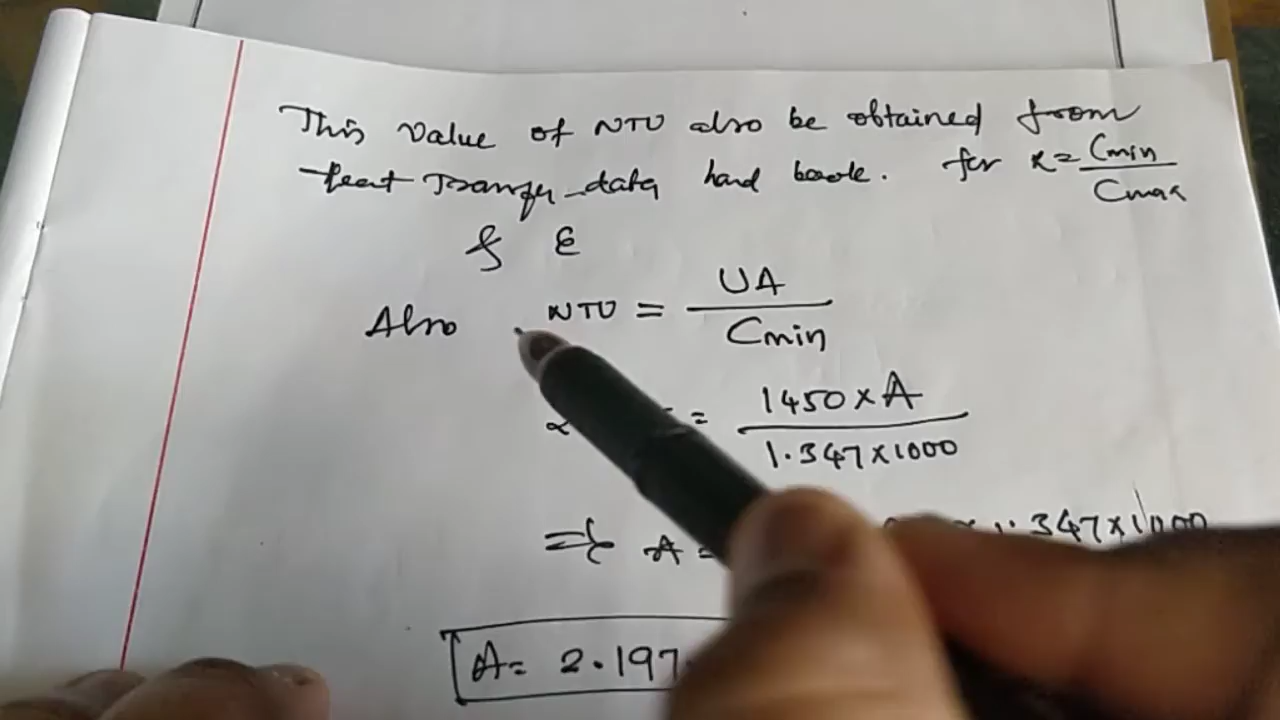 This value of NTU also be obtained from
Heat Transfer data hand book. for x = Cmin / Cmax
& ε
Also NTU = UA / Cmin
= 1450 × A / 1.347 × 1000
⇒ A = 1.347 × 1000
A = 2.197